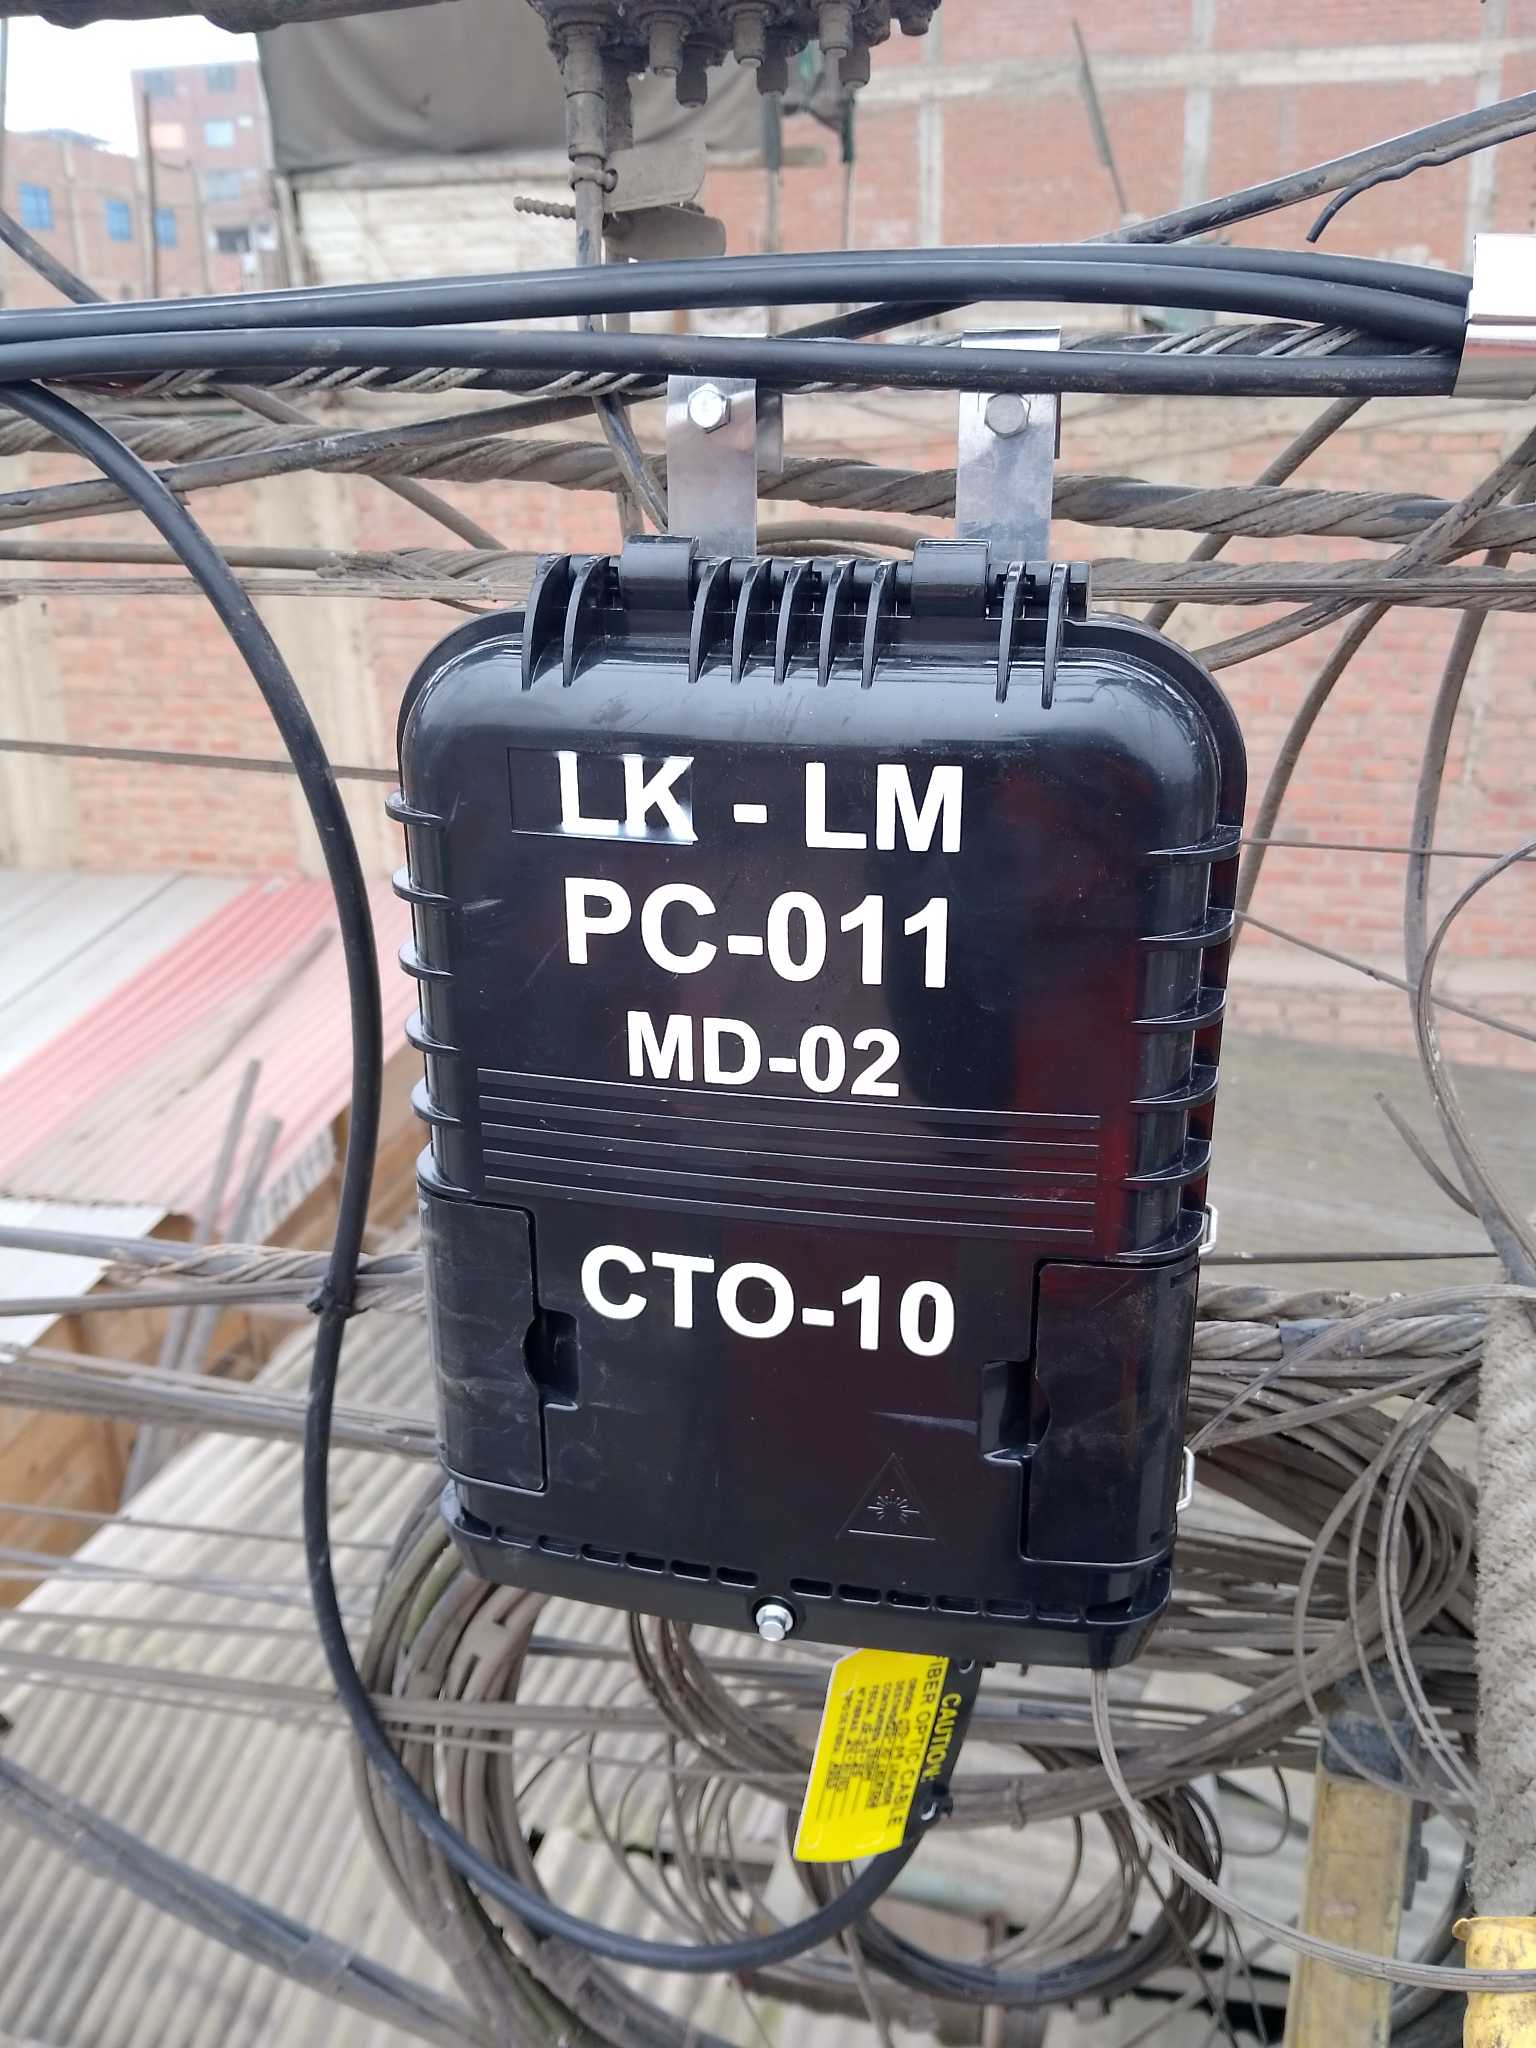 LK - LM
PC-011
MD-02
CTO-10
CAUTION:
FIBER OPTIC CABLE